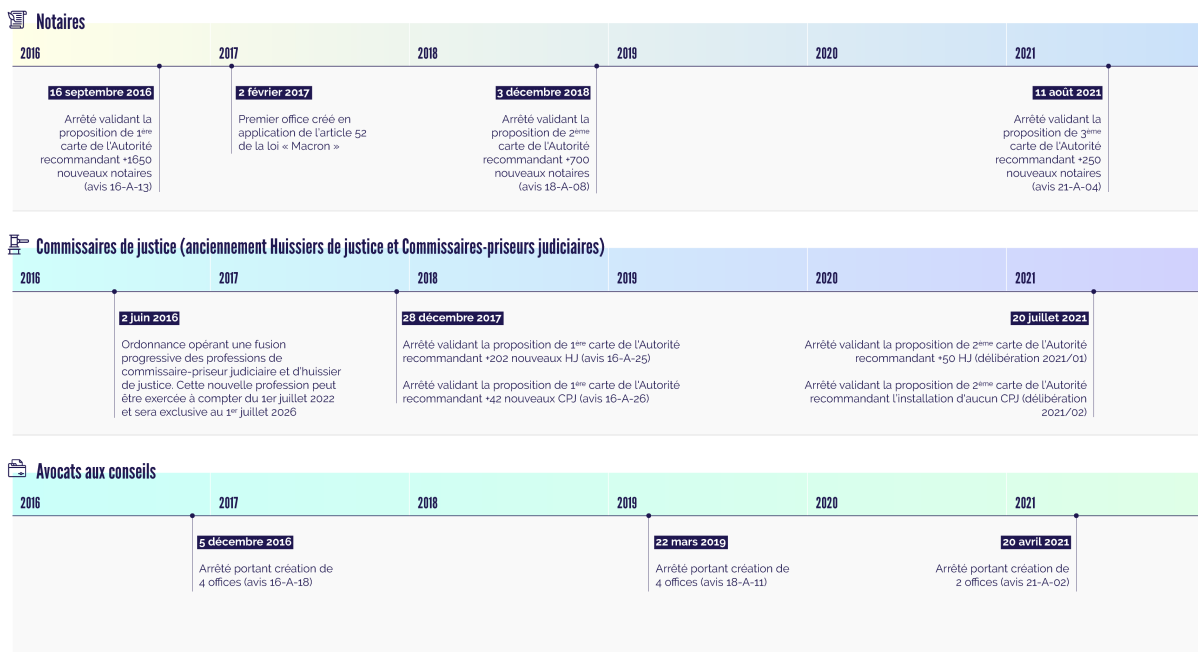 Notaires
2016 2017 2018 2019 2020 2021
16 septembre 2016
Arrêté validant la
proposition de 1ère
carte de l'Autorité
recommandant +1650
nouveaux notaires
(avis 16-A-13)
2 février 2017
Premier office créé en
application de l'article 52
de la loi « Macron »
3 décembre 2018
Arrêté validant la
proposition de 2ème
carte de l'Autorité
recommandant +700
nouveaux notaires
(avis 18-A-08)
11 août 2021
Arrêté validant la
proposition de 3ème
carte de l'Autorité
recommandant +250
nouveaux notaires
(avis 21-A-04)
Commissaires de justice (anciennement Huissiers de justice et Commissaires-priseurs judiciaires)
2016 2017 2018 2019 2020 2021
2 juin 2016
Ordonnance opérant une fusion
progressive des professions de
commissaire-priseur judiciaire et d'huissier
de justice. Cette nouvelle profession peut
être exercée à compter du 1er juillet 2022
et sera exclusive au 1er juillet 2026
28 décembre 2017
Arrêté validant la proposition de 1ère carte de l'Autorité
recommandant +202 nouveaux HJ (avis 16-A-25)
Arrêté validant la proposition de 1ère carte de l'Autorité
recommandant +42 nouveaux CPJ (avis 16-A-26)
20 juillet 2021
Arrêté validant la proposition de 2ème carte de l'Autorité
recommandant +50 HJ (délibération 2021/01)
Arrêté validant la proposition de 2ème carte de l'Autorité
recommandant l'installation d'aucun CPJ (délibération
2021/02)
Avocats aux conseils
2016 2017 2018 2019 2020 2021
5 décembre 2016
Arrêté portant création de
4 offices (avis 16-A-18)
22 mars 2019
Arrêté portant création de
4 offices (avis 18-A-11)
20 avril 2021
Arrêté portant création de
2 offices (avis 21-A-02)